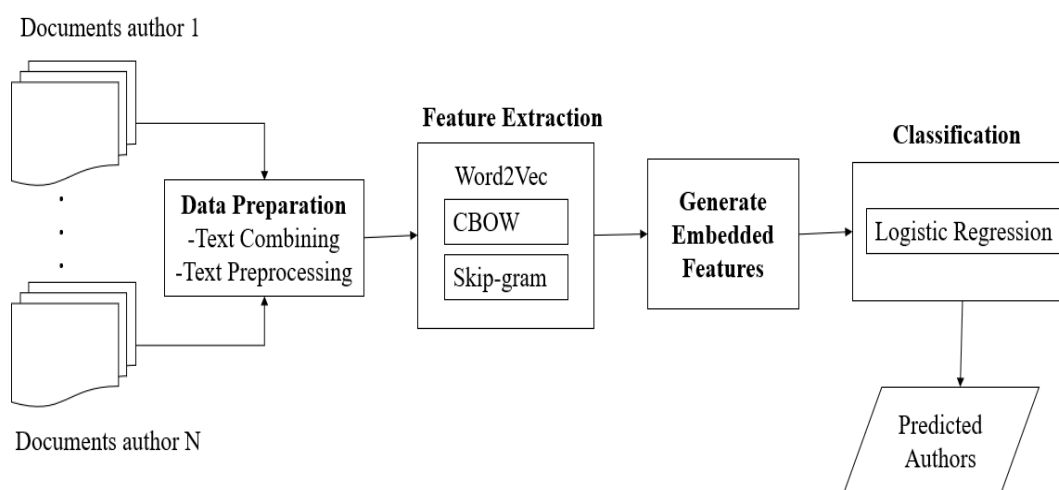 Documents author 1
Data Preparation
-Text Combining
-Text Preprocessing
Documents author N
Feature Extraction
Word2Vec
CBOW
Skip-gram
Generate
Embedded
Features
Classification
Logistic Regression
Predicted
Authors